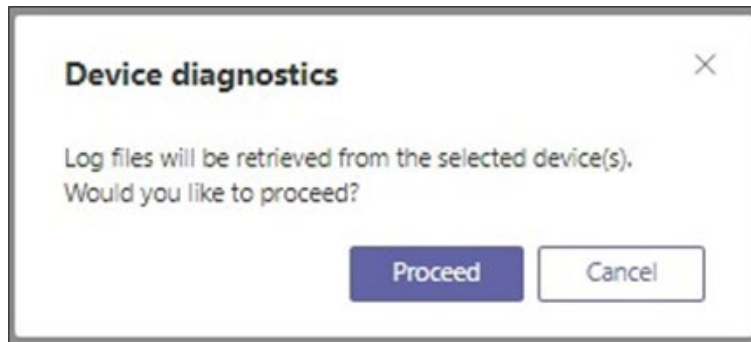 Device diagnostics
Log files will be retrieved from the selected device(s).
Would you like to proceed?
Proceed
Cancel